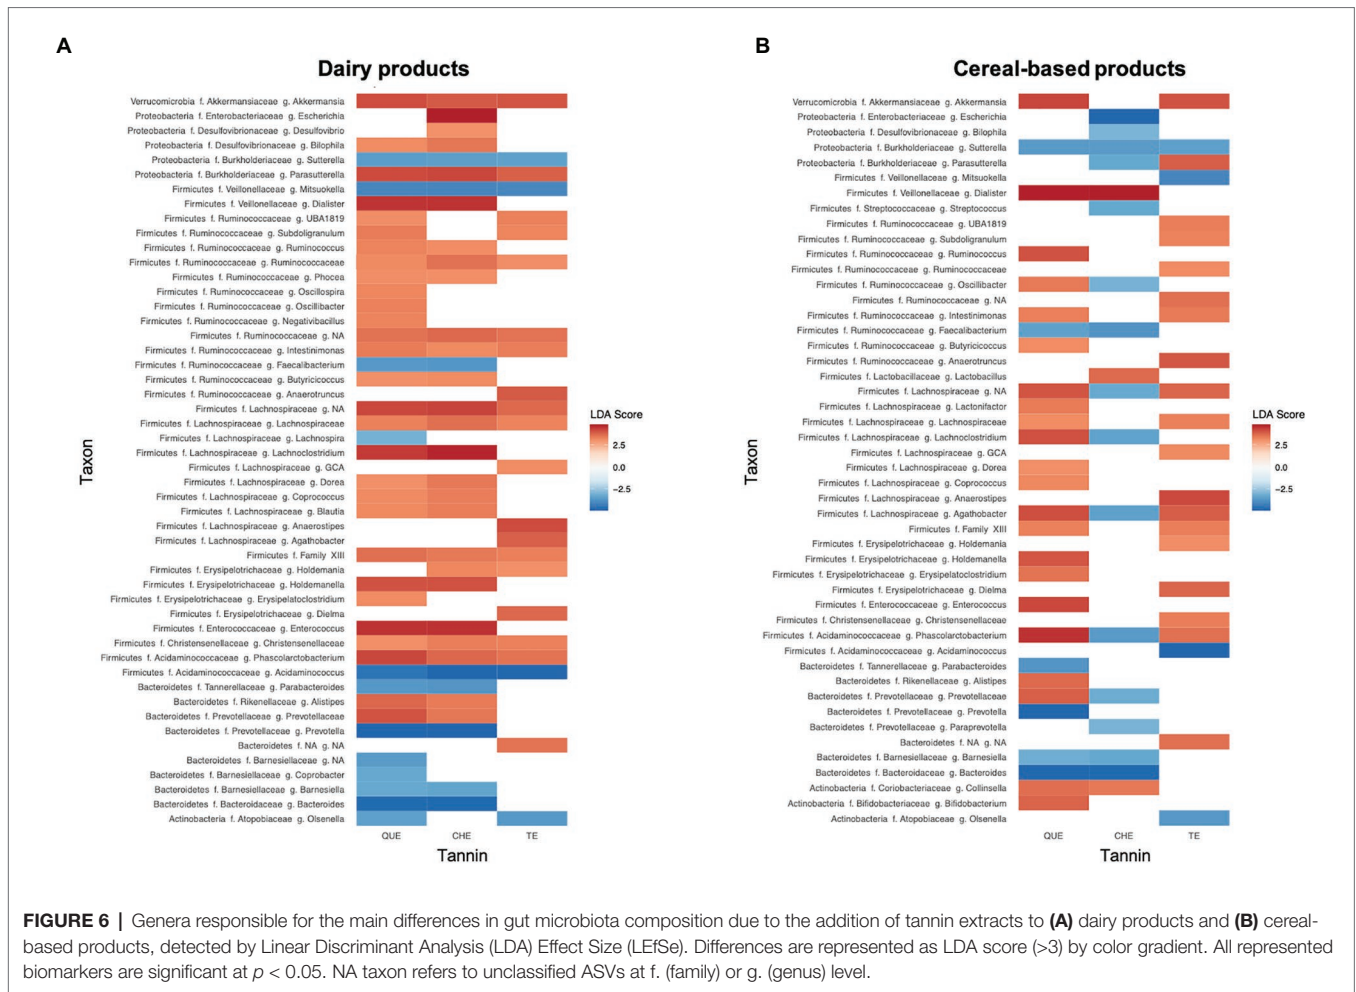 A
Dairy products
Verrucomicrobia f. Akkermansiaceae g. Akkermansia
Proteobacteria f. Enterobacteriaceae g. Escherichia
Proteobacteria f. Desulfovibrionaceae g. Desulfovibrio
Proteobacteria f. Desulfovibrionaceae g. Bilophila
Proteobacteria f. Burkholderiaceae g. Sutterella
Proteobacteria f. Burkholderiaceae g. Parasutterella
Firmicutes f. Veillonellaceae g. Mitsuokella
Firmicutes f. Veillonellaceae g. Dialister
Firmicutes f. Ruminococcaceae g. UBA1819
Firmicutes f. Ruminococcaceae g. Subdoligranulum
Firmicutes f. Ruminococcaceae g. Ruminococcus
Firmicutes f. Ruminococcaceae g. Ruminococcaceae
Firmicutes f. Ruminococcaceae g. Phocea
Firmicutes f. Ruminococcaceae g. Oscillospira
Firmicutes f. Ruminococcaceae g. Oscillibacter
Firmicutes f. Ruminococcaceae g. Negativibacillus
Firmicutes f. Ruminococcaceae g. NA
Firmicutes f. Ruminococcaceae g. Intestinimonas
Firmicutes f. Ruminococcaceae g. Faecalibacterium
Firmicutes f. Ruminococcaceae g. Butyricicoccus
Firmicutes f. Ruminococcaceae g. Anaerotruncus
Firmicutes f. Lachnospiraceae g. NA
Firmicutes f. Lachnospiraceae g. Lachnospiraceae
Firmicutes f. Lachnospiraceae g. Lachnospira
Firmicutes f. Lachnospiraceae g. Lachnoclostridium
Firmicutes f. Lachnospiraceae g. GCA
Firmicutes f. Lachnospiraceae g. Dorea
Firmicutes f. Lachnospiraceae g. Coprococcus
Firmicutes f. Lachnospiraceae g. Blautia
Firmicutes f. Lachnospiraceae g. Anaerostipes
Firmicutes f. Lachnospiraceae g. Agathobacter
Firmicutes f. Family XIII
Firmicutes f. Erysipelotrichaceae g. Holdemania
Firmicutes f. Erysipelotrichaceae g. Holdemanella
Firmicutes f. Erysipelotrichaceae g. Erysipelatoclostridium
Firmicutes f. Erysipelotrichaceae g. Dielma
Firmicutes f. Enterococcaceae g. Enterococcus
Firmicutes f. Christensenellaceae g. Christensenellaceae
Firmicutes f. Acidaminococcaceae g. Phascolarctobacterium
Firmicutes f. Acidaminococcaceae g. Acidaminococcus
Bacteroidetes f. Tannerellaceae g. Parabacteroides
Bacteroidetes f. Rikenellaceae g. Alistipes
Bacteroidetes f. Prevotellaceae g. Prevotellaceae
Bacteroidetes f. Prevotellaceae g. Prevotella
Bacteroidetes f. NA g. NA
Bacteroidetes f. Barnesiellaceae g. NA
Bacteroidetes f. Barnesiellaceae g. Coprobacter
Bacteroidetes f. Barnesiellaceae g. Barnesiella
Bacteroidetes f. Bacteroidaceae g. Bacteroides
Actinobacteria f. Atopobiaceae g. Olsenella
Taxon
QUE CHE TE
Tannin
LDA Score
2.5
0.0
−2.5
B
Cereal-based products
Verrucomicrobia f. Akkermansiaceae g. Akkermansia
Proteobacteria f. Enterobacteriaceae g. Escherichia
Proteobacteria f. Desulfovibrionaceae g. Bilophila
Proteobacteria f. Burkholderiaceae g. Sutterella
Proteobacteria f. Burkholderiaceae g. Parasutterella
Firmicutes f. Veillonellaceae g. Mitsuokella
Firmicutes f. Veillonellaceae g. Dialister
Firmicutes f. Streptococcaceae g. Streptococcus
Firmicutes f. Ruminococcaceae g. UBA1819
Firmicutes f. Ruminococcaceae g. Subdoligranulum
Firmicutes f. Ruminococcaceae g. Ruminococcus
Firmicutes f. Ruminococcaceae g. Ruminococcaceae
Firmicutes f. Ruminococcaceae g. Oscillibacter
Firmicutes f. Ruminococcaceae g. NA
Firmicutes f. Ruminococcaceae g. Intestinimonas
Firmicutes f. Ruminococcaceae g. Faecalibacterium
Firmicutes f. Ruminococcaceae g. Butyricicoccus
Firmicutes f. Ruminococcaceae g. Anaerotruncus
Firmicutes f. Lactobacillaceae g. Lactobacillus
Firmicutes f. Lachnospiraceae g. NA
Firmicutes f. Lachnospiraceae g. Lactonifactor
Firmicutes f. Lachnospiraceae g. Lachnospiraceae
Firmicutes f. Lachnospiraceae g. Lachnoclostridium
Firmicutes f. Lachnospiraceae g. GCA
Firmicutes f. Lachnospiraceae g. Dorea
Firmicutes f. Lachnospiraceae g. Coprococcus
Firmicutes f. Lachnospiraceae g. Anaerostipes
Firmicutes f. Lachnospiraceae g. Agathobacter
Firmicutes f. Family XIII
Firmicutes f. Erysipelotrichaceae g. Holdemania
Firmicutes f. Erysipelotrichaceae g. Holdemanella
Firmicutes f. Erysipelotrichaceae g. Erysipelatoclostridium
Firmicutes f. Erysipelotrichaceae g. Dielma
Firmicutes f. Enterococcaceae g. Enterococcus
Firmicutes f. Christensenellaceae g. Christensenellaceae
Firmicutes f. Acidaminococcaceae g. Phascolarctobacterium
Firmicutes f. Acidaminococcaceae g. Acidaminococcus
Bacteroidetes f. Tannerellaceae g. Parabacteroides
Bacteroidetes f. Rikenellaceae g. Alistipes
Bacteroidetes f. Prevotellaceae g. Prevotellaceae
Bacteroidetes f. Prevotellaceae g. Prevotella
Bacteroidetes f. Prevotellaceae g. Paraprevotella
Bacteroidetes f. NA g. NA
Bacteroidetes f. Barnesiellaceae g. Barnesiella
Bacteroidetes f. Bacteroidaceae g. Bacteroides
Actinobacteria f. Coriobacteriaceae g. Collinsella
Actinobacteria f. Bifidobacteriaceae g. Bifidobacterium
Actinobacteria f. Atopobiaceae g. Olsenella
Taxon
QUE CHE TE
Tannin
LDA Score
2.5
0.0
−2.5
FIGURE 6 | Genera responsible for the main differences in gut microbiota composition due to the addition of tannin extracts to (A) dairy products and (B) cereal-
based products, detected by Linear Discriminant Analysis (LDA) Effect Size (LEfSe). Differences are represented as LDA score (>3) by color gradient. All represented
biomarkers are significant at p < 0.05. NA taxon refers to unclassified ASVs at f. (family) or g. (genus) level.